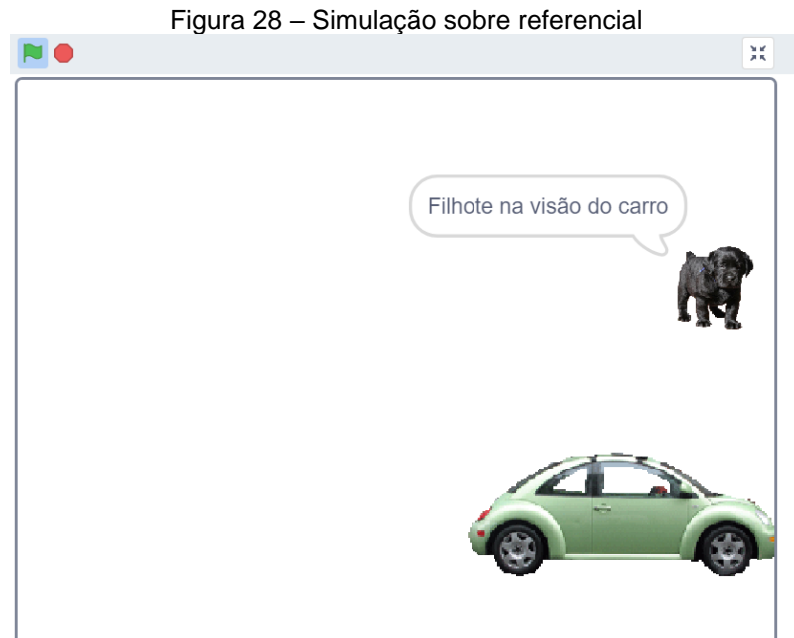 Figura 28 – Simulação sobre referencial
Filhote na visão do carro